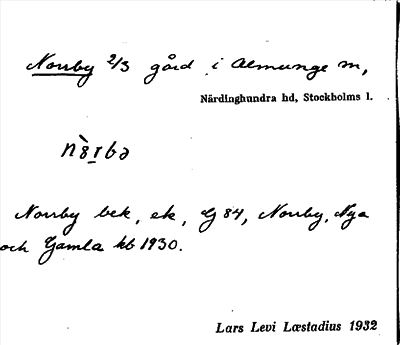 Norrby 2/3 gård i Almunge sn,
Närdinghundra hd, Stockholms l.
Norrby bek, ek, G 84, Norrby, Nya
och Gamla kb 1930.
Lars Levi Læstadius 1932